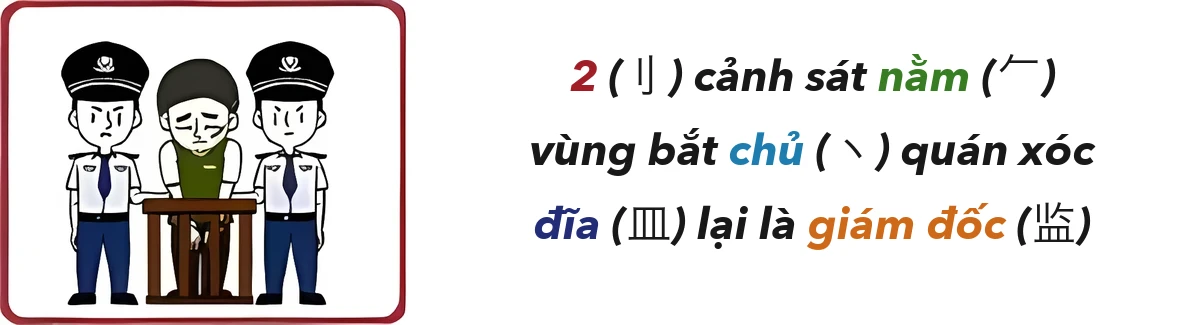 2 (刂) cảnh sát nằm (𠂉)
vùng bắt chủ (丶) quán xóc
đĩa (皿) lại là giám đốc (监)